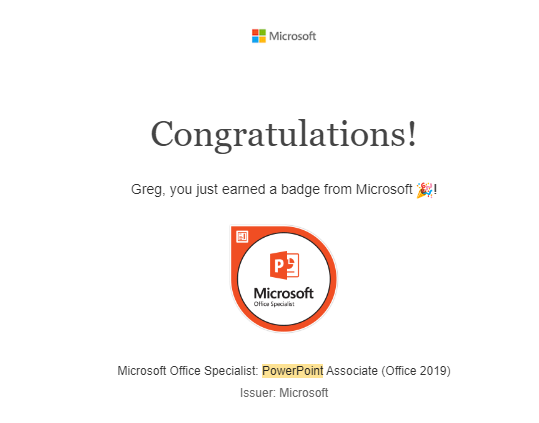 Microsoft
Congratulations!
Greg, you just earned a badge from Microsoft 🎉!
P
Microsoft
Office Specialist
Microsoft Office Specialist: PowerPoint Associate (Office 2019)
Issuer: Microsoft